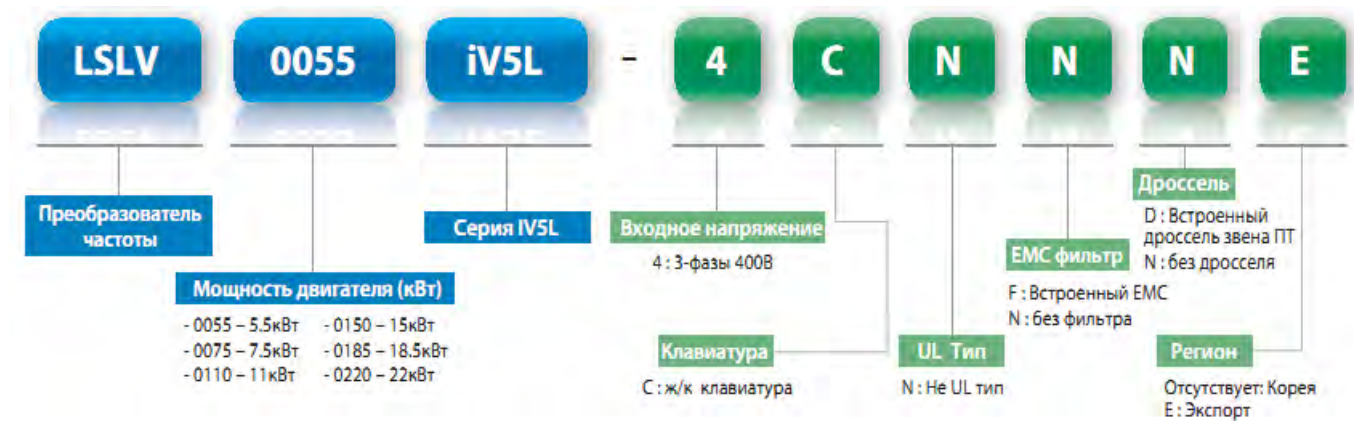 LSLV 0055 iV5L - 4 C N N N E
Преобразователь
частоты
Мощность двигателя (кВт)
- 0055 – 5.5кВт - 0150 – 15кВт
- 0075 – 7.5кВт - 0185 – 18.5кВт
- 0110 – 11кВт - 0220 – 22кВт
Серия IV5L
Входное напряжение
4 : 3-фазы 400В
Клавиатура
C : ж/к клавиатура
UL Тип
N : Не UL тип
EMC фильтр
F : Встроенный EMC
N : без фильтра
Дроссель
D : Встроенный
дроссель звена ПТ
N : без дросселя
Регион
Отсутствует: Корея
E : Экспорт